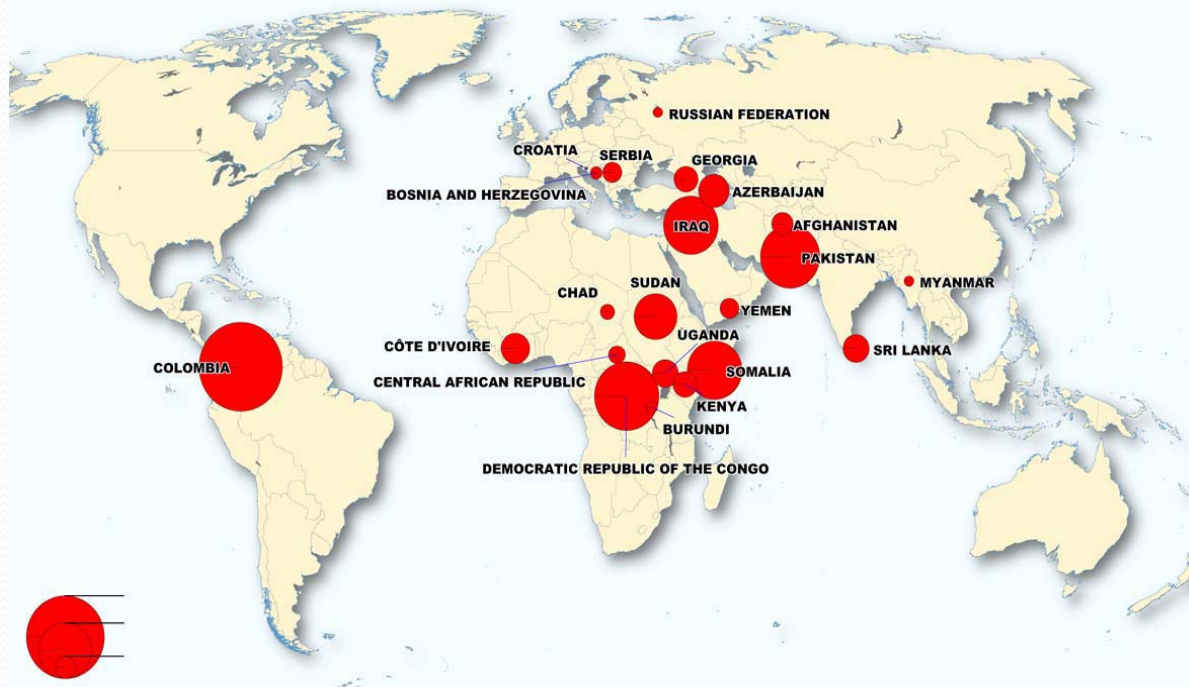 RUSSIAN FEDERATION
CROATIA
SERBIA
GEORGIA
BOSNIA AND HERZEGOVINA
AZERBAIJAN
IRAQ
AFGHANISTAN
PAKISTAN
MYANMAR
SUDAN
CHAD
YEMEN
UGANDA
CÔTE D'IVOIRE
SRI LANKA
COLOMBIA
SOMALIA
CENTRAL AFRICAN REPUBLIC
KENYA
BURUNDI
DEMOCRATIC REPUBLIC OF THE CONGO